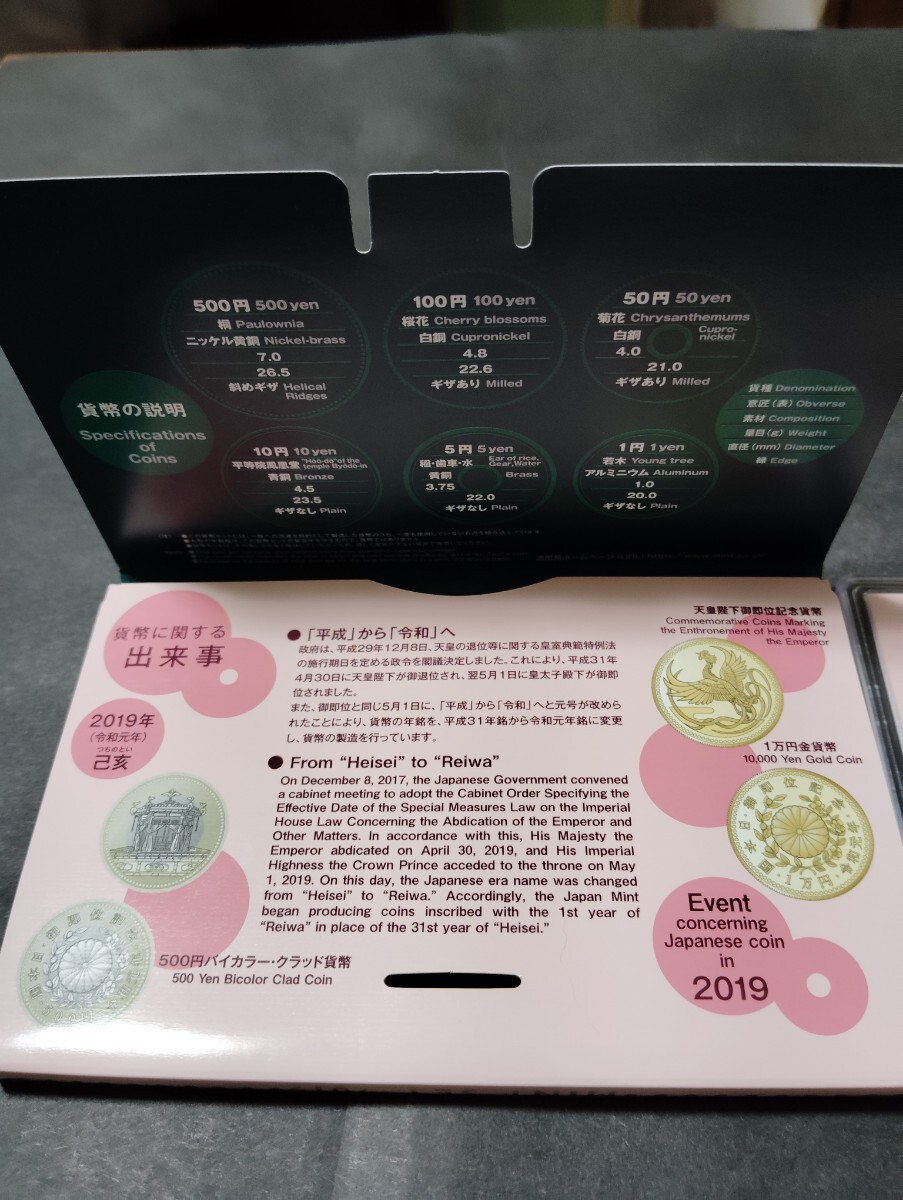 500円 500 yen
桐 Paulownia
ニッケル黄銅 Nickel-brass
7.0
26.5
斜めギザ Helical Ridges
100円 100 yen
桜花 Cherry blossoms
白銅 Cupronickel
4.8
22.6
ギザあり Milled
50円 50 yen
菊花 Chrysanthemums
白銅 Cupro-nickel
4.0
21.0
ギザあり Milled
貨幣の説明
Specifications
of
Coins
貨種 Denomination
意匠(表) Obverse
素材 Composition
量目(g) Weight
直径(mm) Diameter
縁 Edge
10円 10 yen
平等院鳳凰堂 "Hōō-dō" of the temple Byōdō-in
青銅 Bronze
4.5
23.5
ギザなし Plain
5円 5 yen
稲・歯車・水 Ear of rice, Gear, Water
黄銅 Brass
3.75
22.0
ギザなし Plain
1円 1 yen
若木 Young tree
アルミニウム Aluminum
1.0
20.0
ギザなし Plain
貨幣に関する
出来事
2019年
(令和元年)
つちのとい
己亥
● 「平成」から「令和」へ
政府は、平成29年12月8日、天皇の退位等に関する皇室典範特例法
の施行期日を定める政令を閣議決定しました。これにより、平成31年
4月30日に天皇陛下が御退位され、翌5月1日に皇太子殿下が御即
位されました。
また、御即位と同じ5月1日に、「平成」から「令和」へと元号が改めら
れたことにより、貨幣の年銘を、平成31年銘から令和元年銘に変更
し、貨幣の製造を行っています。
● From “Heisei” to “Reiwa”
On December 8, 2017, the Japanese Government convened
a cabinet meeting to adopt the Cabinet Order Specifying the
Effective Date of the Special Measures Law on the Imperial
House Law Concerning the Abdication of the Emperor and
Other Matters. In accordance with this, His Majesty the
Emperor abdicated on April 30, 2019, and His Imperial
Highness the Crown Prince acceded to the throne on May
1, 2019. On this day, the Japanese era name was changed
from “Heisei” to “Reiwa.” Accordingly, the Japan Mint
began producing coins inscribed with the 1st year of
“Reiwa” in place of the 31st year of “Heisei.”
500円バイカラー・クラッド貨幣
500 Yen Bicolor Clad Coin
天皇陛下御即位記念貨幣
Commemorative Coins Marking
the Enthronement of His Majesty
the Emperor
1万円金貨幣
10,000 Yen Gold Coin
Event
concerning
Japanese coin
in
2019